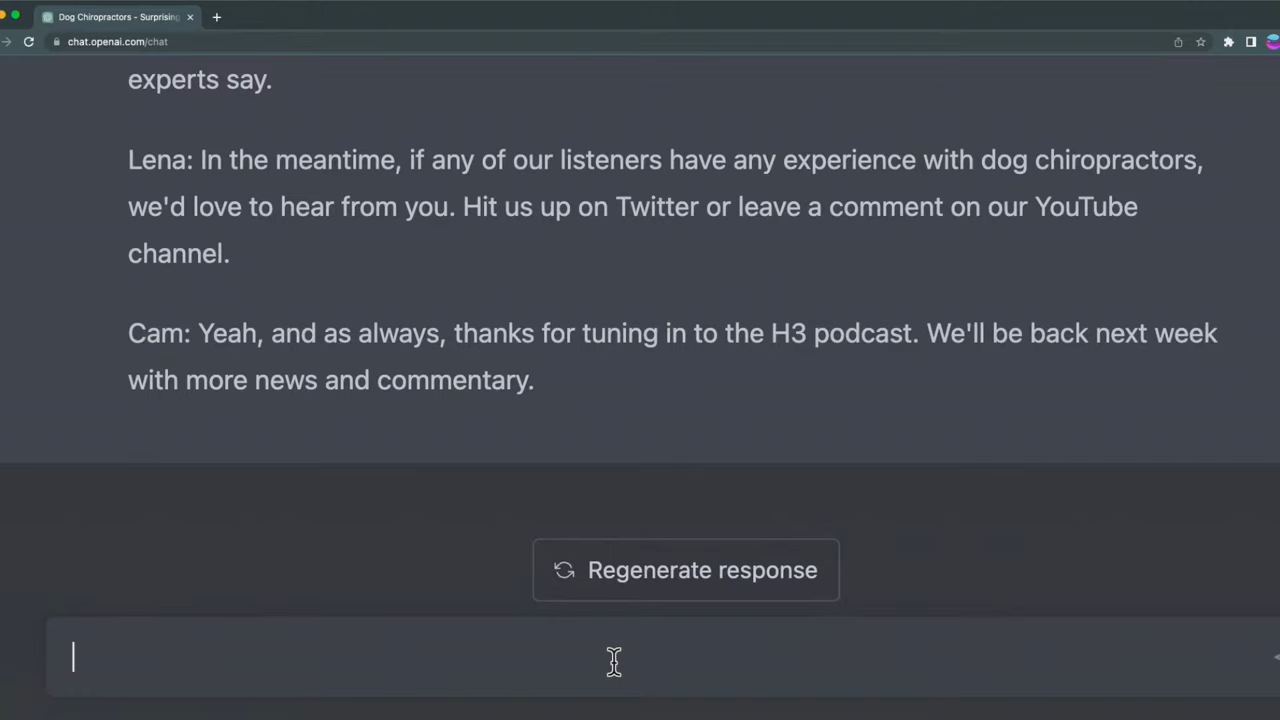 Dog Chiropractors - Surprising
chat.openai.com/chat
experts say.
Lena: In the meantime, if any of our listeners have any experience with dog chiropractors,
we'd love to hear from you. Hit us up on Twitter or leave a comment on our YouTube
channel.
Cam: Yeah, and as always, thanks for tuning in to the H3 podcast. We'll be back next week
with more news and commentary.
Regenerate response